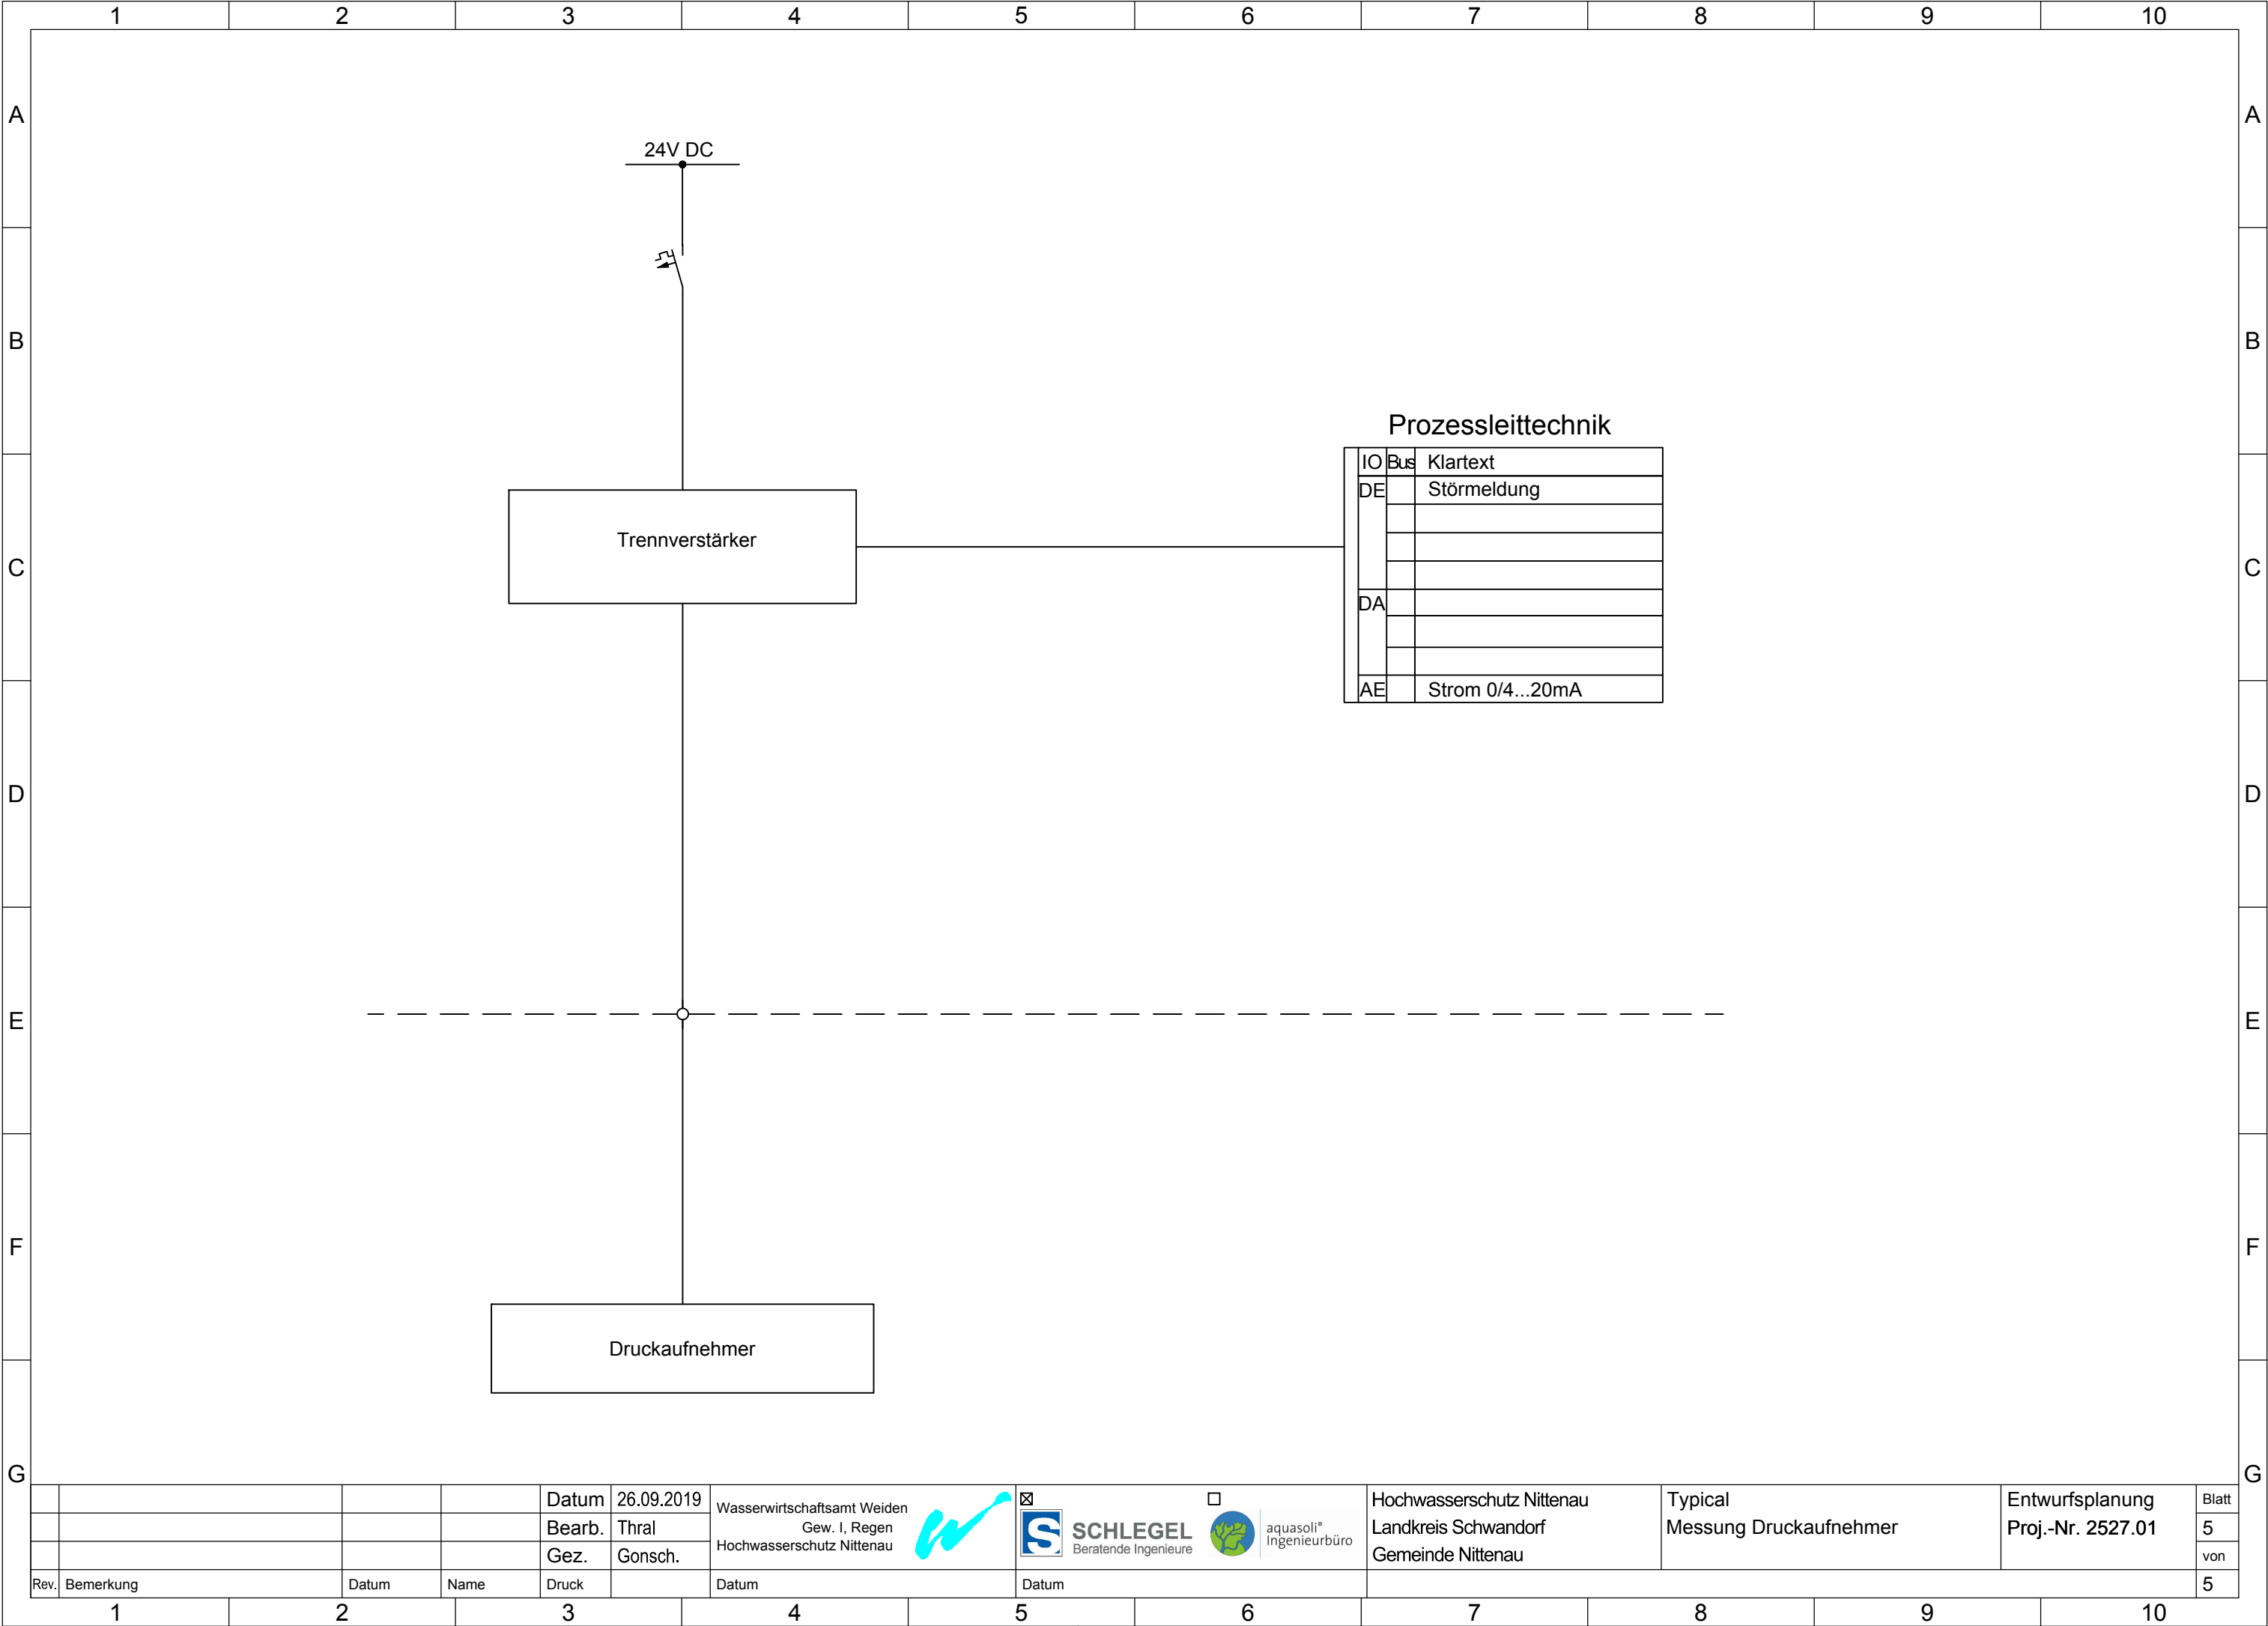 1 2 3 4 5 6 7 8 9 10
A A
24V DC
B B
Prozessleittechnik
IO Bus Klartext
DE Störmeldung
Trennverstärker
C C
DA
AE Strom 0/4...20mA
D D
E E
F F
Druckaufnehmer
G G
Datum 26.09.2019
Bearb. Thral
Gez. Gonsch.
Rev. Bemerkung Datum Name Druck
Wasserwirtschaftsamt Weiden
Gew. I, Regen
Hochwasserschutz Nittenau
Datum
S SCHLEGEL
Beratende Ingenieure
aquasoli®
Ingenieurbüro
Datum
Hochwasserschutz Nittenau
Landkreis Schwandorf
Gemeinde Nittenau
Typical
Messung Druckaufnehmer
Entwurfsplanung
Proj.-Nr. 2527.01
Blatt
5
von
5
1 2 3 4 5 6 7 8 9 10